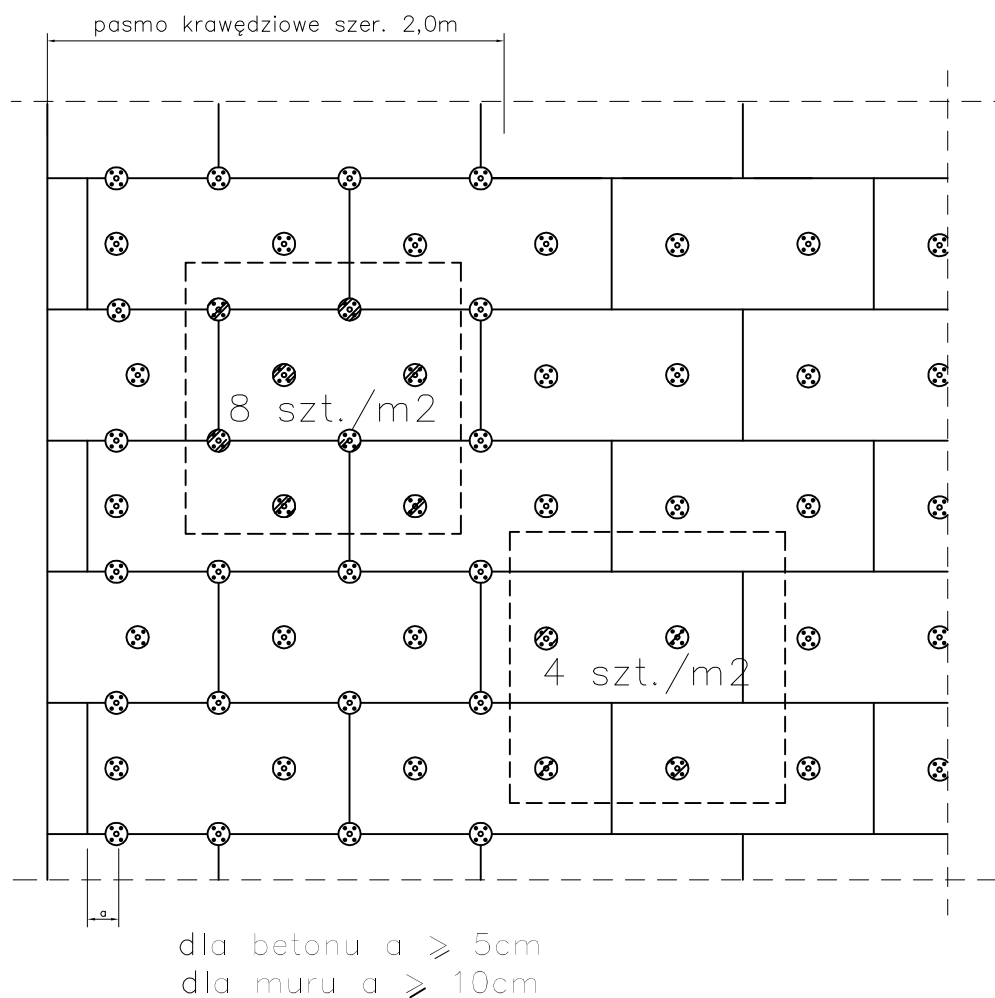 pasmo krawędziowe szer. 2,0m
8 szt./m2
4 szt./m2
a
dla betonu a ⩾ 5cm
dla muru a ⩾ 10cm